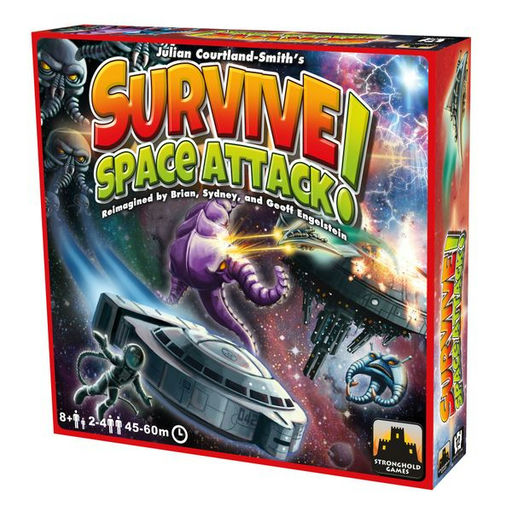 Julian Courtland-Smith's
SURVIVE!
SPACE ATTACK!
Reimagined by Brian, Sydney, and Geoff Engelstein
8+ 2-4 45-60m
STRONGHOLD
GAMES
SURVIVE!
SPACE ATTACK!